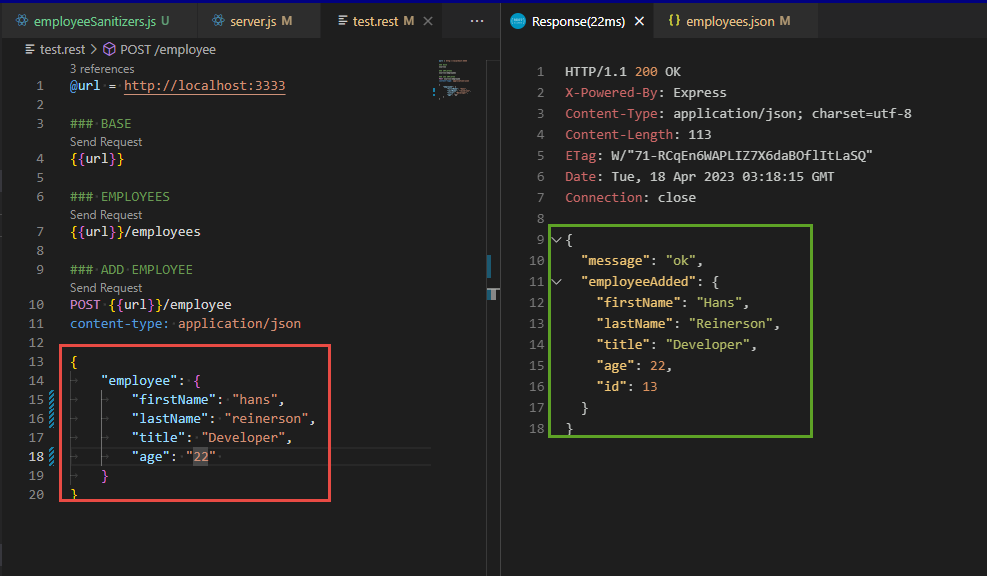 employeeSanitizers.js U
server.js M
test.rest M
...
test.rest > POST /employee
3 references
1 @url = http://localhost:3333
2
3 ### BASE
Send Request
4 {{url}}
5
6 ### EMPLOYEES
Send Request
7 {{url}}/employees
8
9 ### ADD EMPLOYEE
Send Request
10 POST {{url}}/employee
11 content-type: application/json
12
13 {
14 "employee": {
15 "firstName": "hans",
16 "lastName": "reinerson",
17 "title": "Developer",
18 "age": "22"
19 }
20 }
Response(22ms)
{} employees.json M
1 HTTP/1.1 200 OK
2 X-Powered-By: Express
3 Content-Type: application/json; charset=utf-8
4 Content-Length: 113
5 ETag: W/"71-RCqEn6WAPLIZ7X6daBOflItLaSQ"
6 Date: Tue, 18 Apr 2023 03:18:15 GMT
7 Connection: close
8
9 {
10 "message": "ok",
11 "employeeAdded": {
12 "firstName": "Hans",
13 "lastName": "Reinerson",
14 "title": "Developer",
15 "age": 22,
16 "id": 13
17 }
18 }